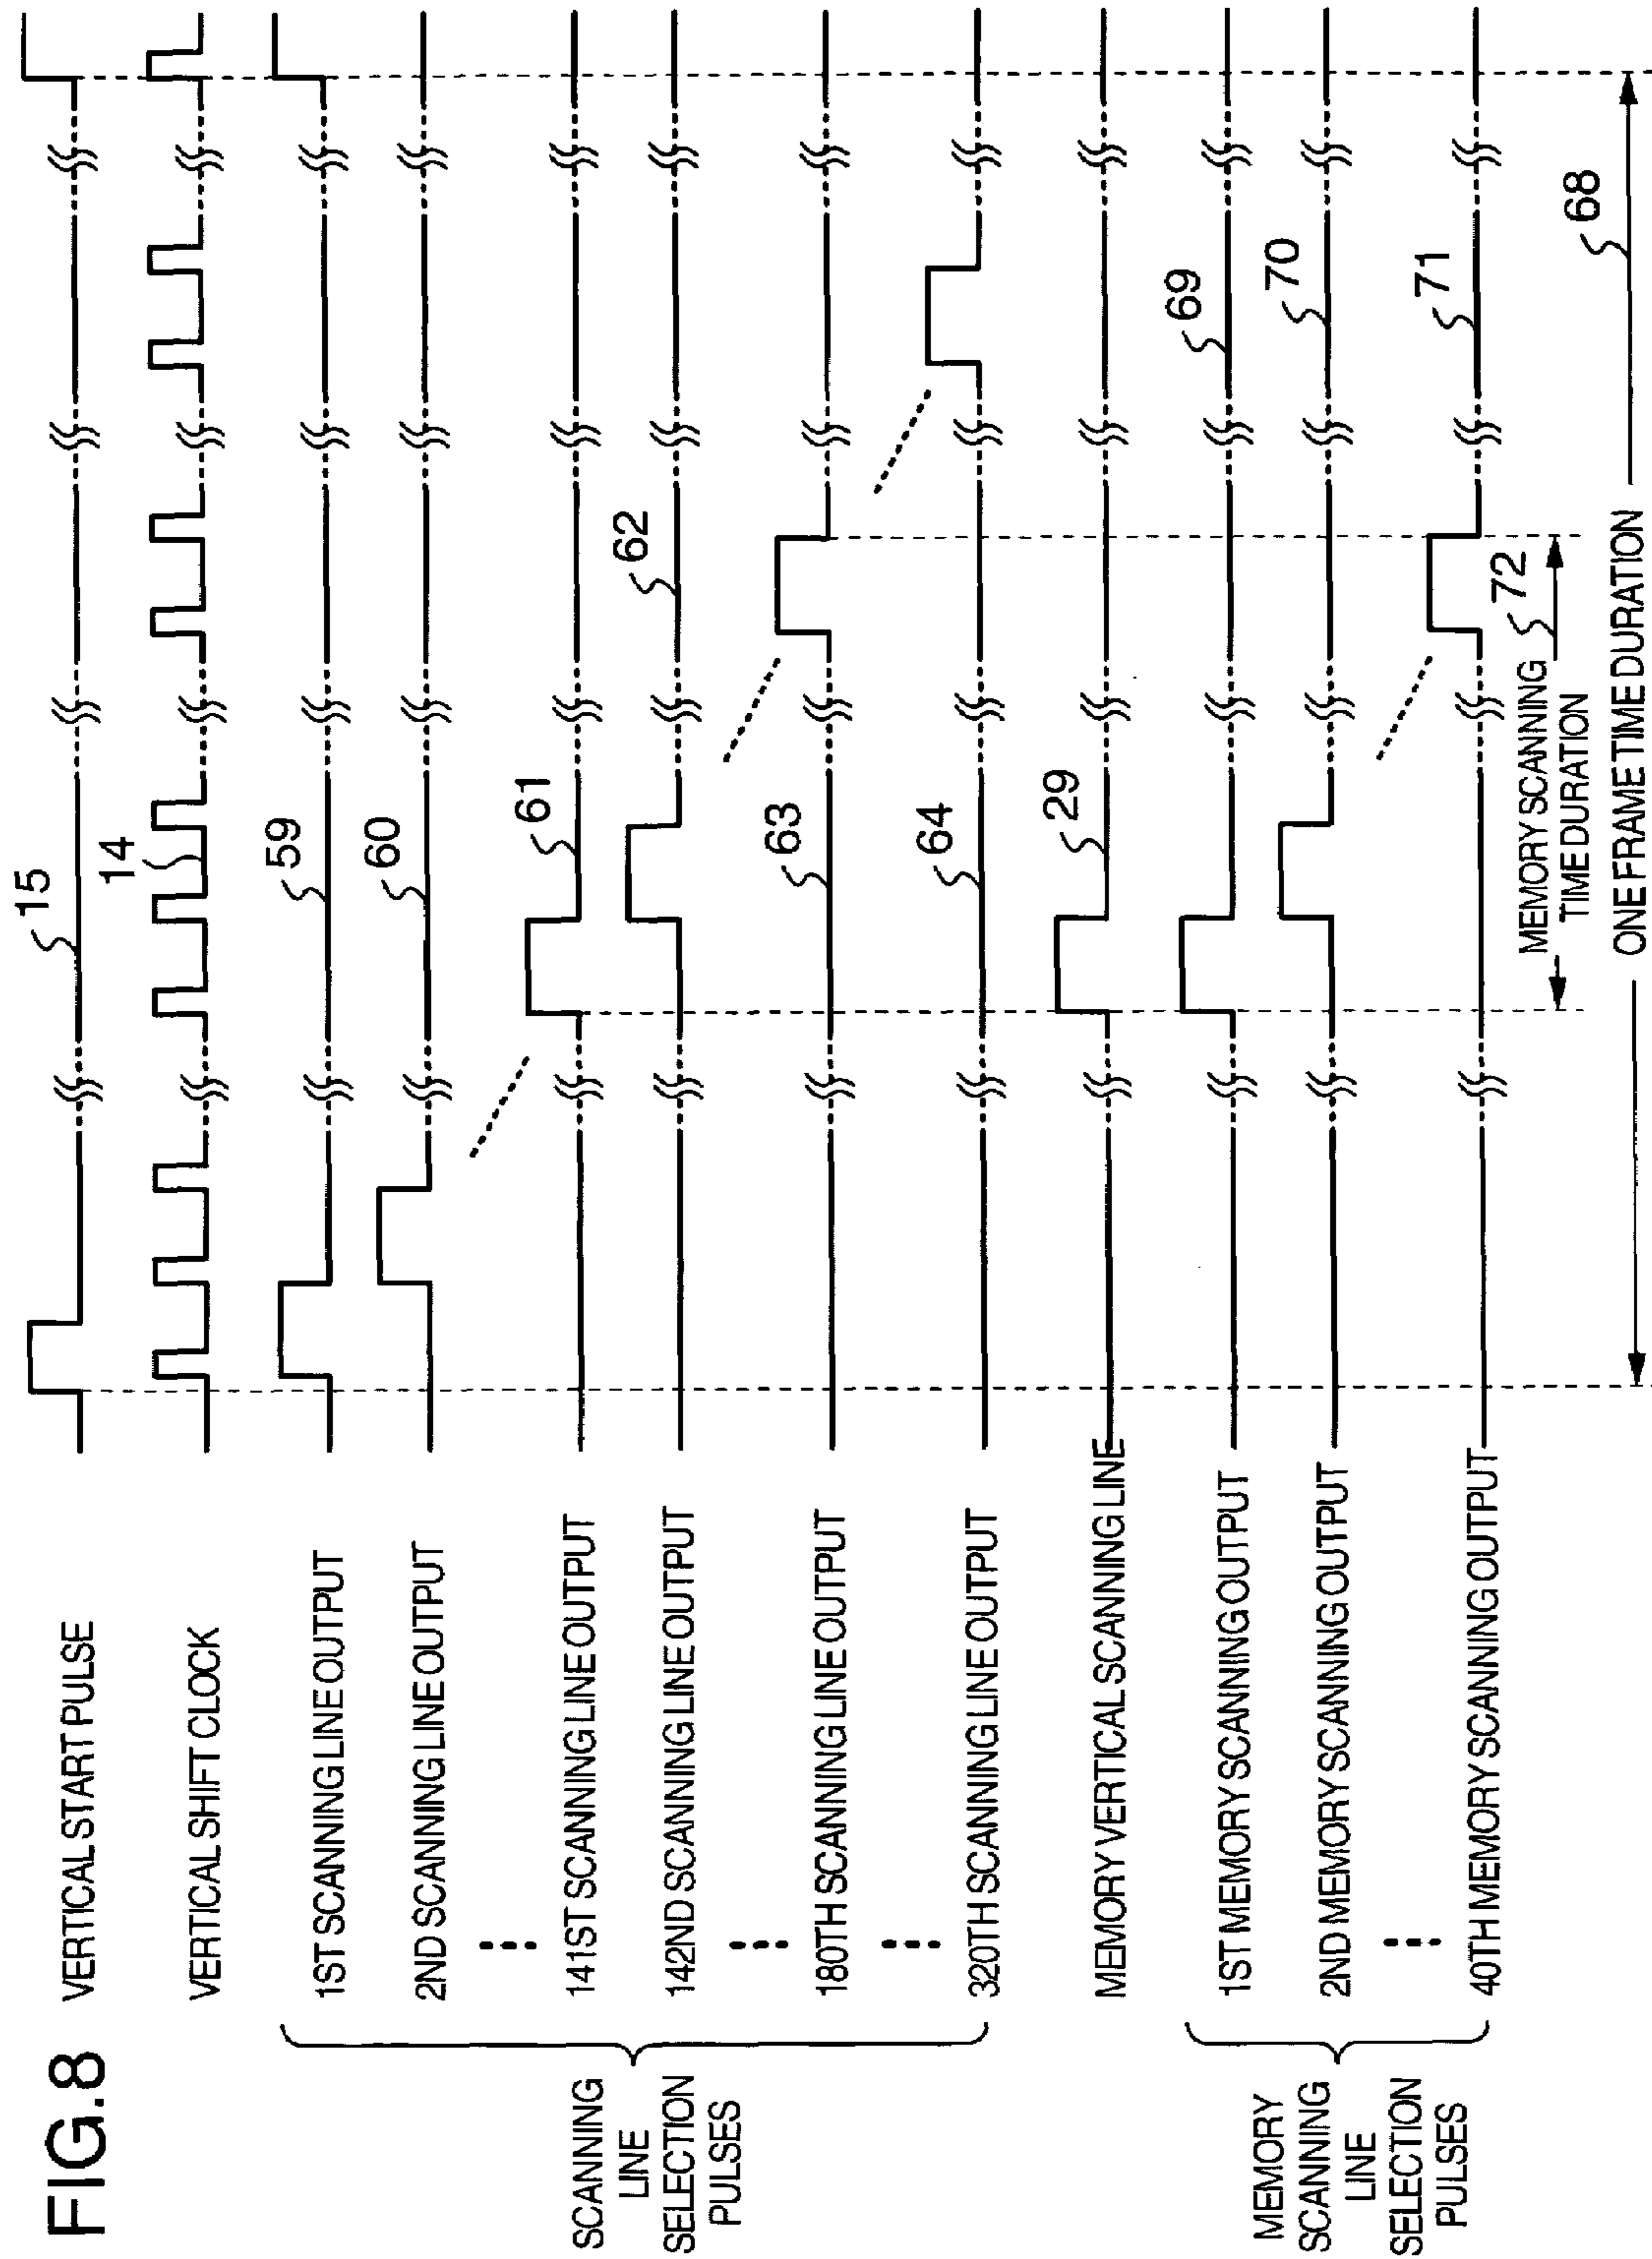 FIG.8
VERTICAL START PULSE
15
VERTICAL SHIFT CLOCK
14
SCANNING
LINE
SELECTION
PULSES
1ST SCANNING LINE OUTPUT
59
2ND SCANNING LINE OUTPUT
60
141ST SCANNING LINE OUTPUT
61
142ND SCANNING LINE OUTPUT
62
180TH SCANNING LINE OUTPUT
63
320TH SCANNING LINE OUTPUT
64
MEMORY VERTICAL SCANNING LINE
29
MEMORY
SCANNING
LINE
SELECTION
PULSES
1ST MEMORY SCANNING OUTPUT
69
2ND MEMORY SCANNING OUTPUT
70
40TH MEMORY SCANNING OUTPUT
71
MEMORY SCANNING
TIME DURATION
72
ONE FRAME TIME DURATION
68